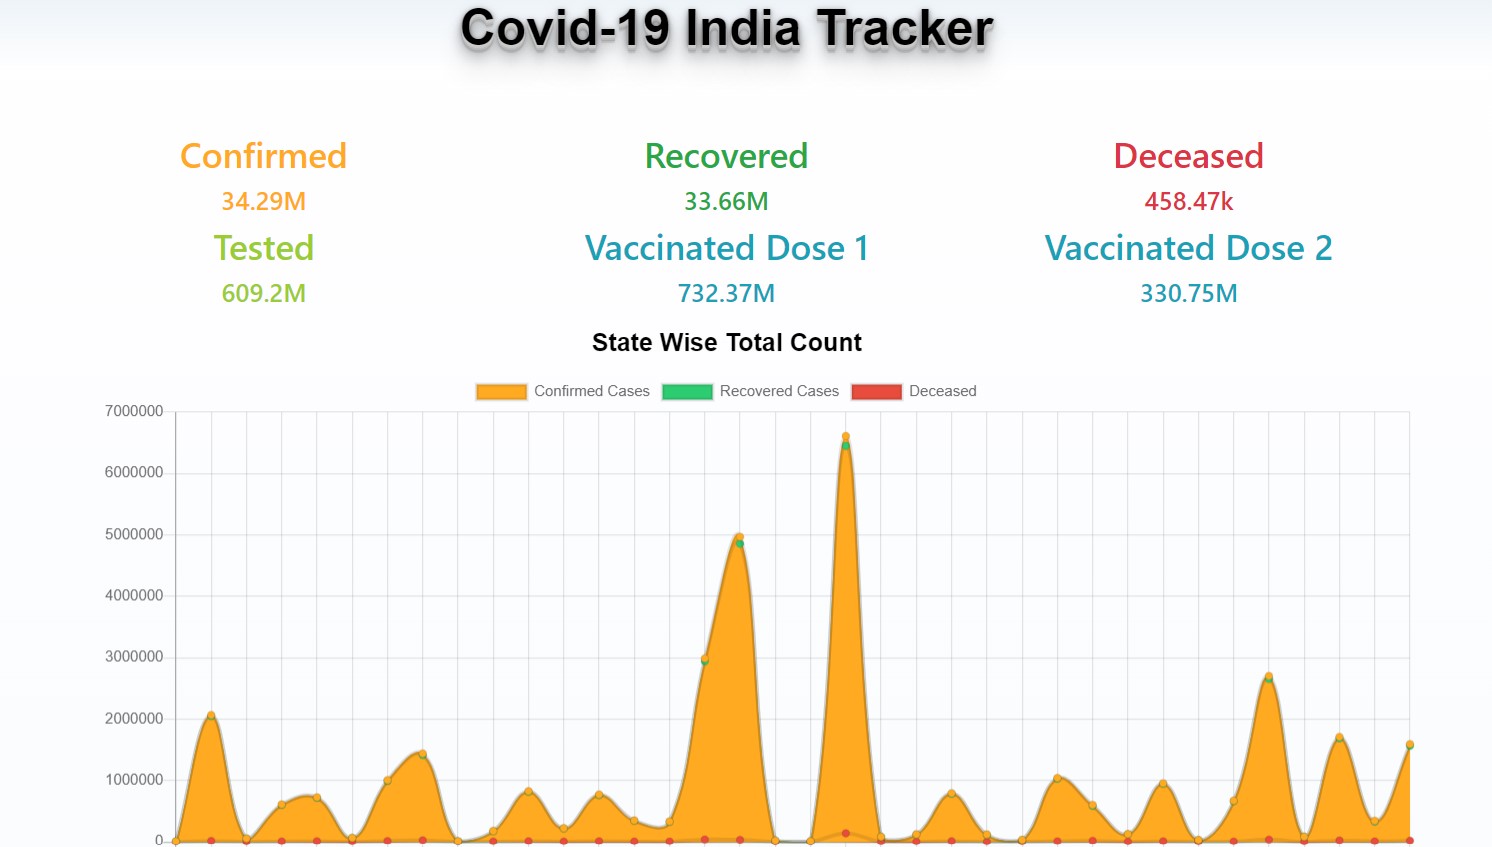 Covid-19 India Tracker
Confirmed
34.29M
Recovered
33.66M
Deceased
458.47k
Tested
609.2M
Vaccinated Dose 1
732.37M
Vaccinated Dose 2
330.75M
State Wise Total Count
Confirmed Cases Recovered Cases Deceased
7000000
6000000
5000000
4000000
3000000
2000000
1000000
0